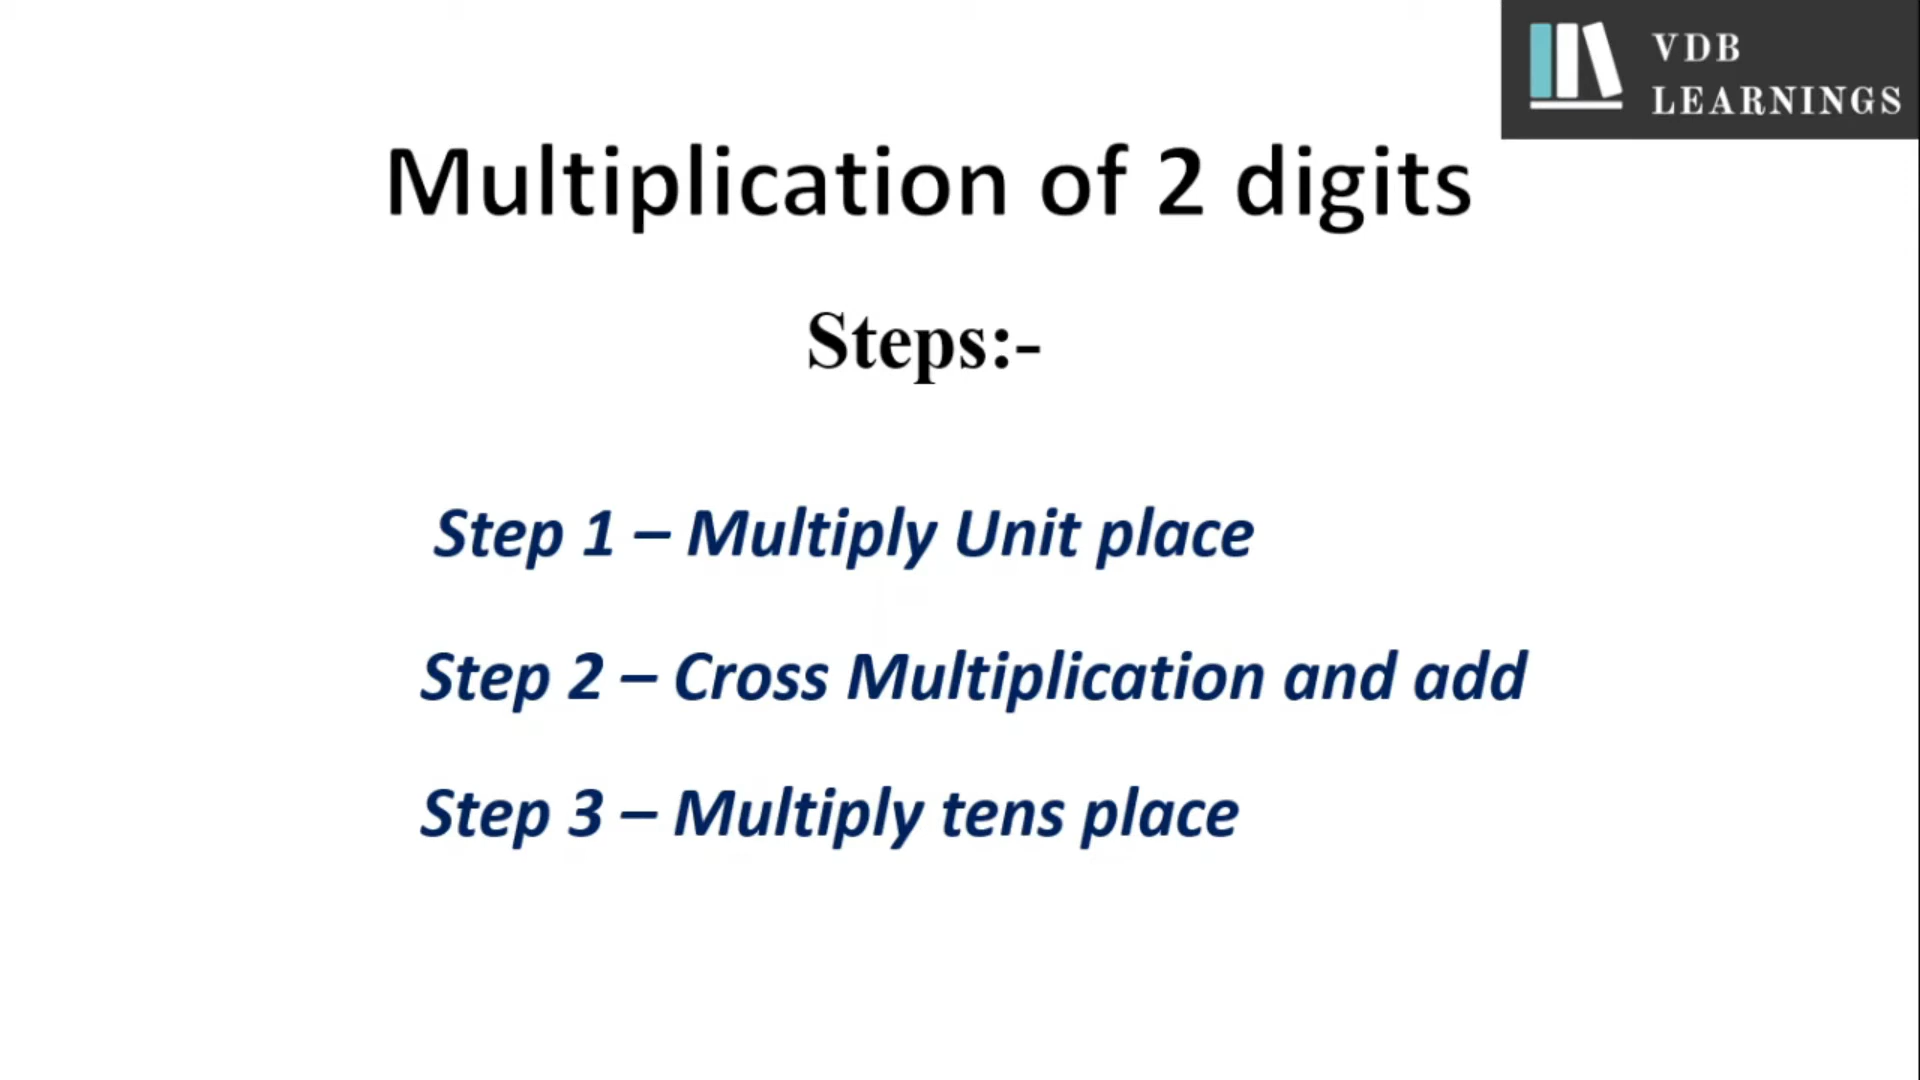 VDB
LEARNINGS
Multiplication of 2 digits
Steps:-
Step 1 – Multiply Unit place
Step 2 – Cross Multiplication and add
Step 3 – Multiply tens place